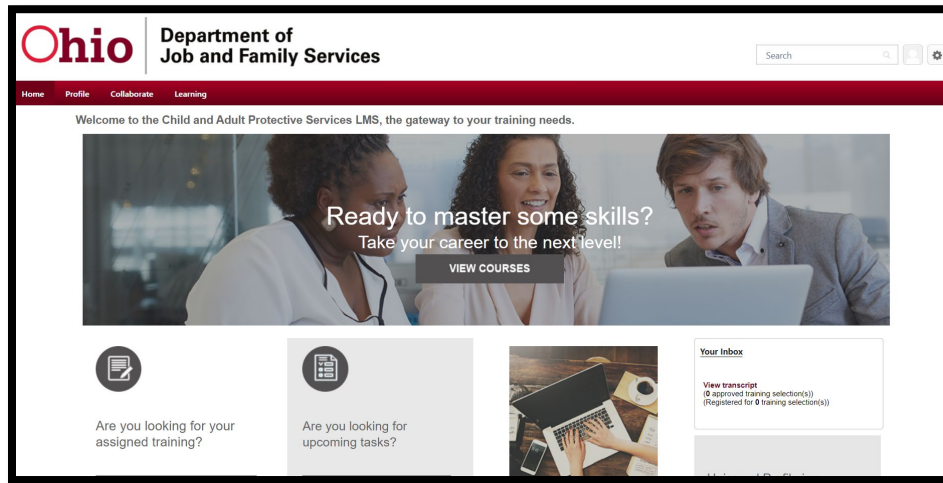 Ohio
Department of
Job and Family Services
Search
Home Profile Collaborate Learning
Welcome to the Child and Adult Protective Services LMS, the gateway to your training needs.
Ready to master some skills?
Take your career to the next level!
VIEW COURSES
Are you looking for your
assigned training?
Are you looking for
upcoming tasks?
Your Inbox
View transcript
(0 approved training selection(s))
(Registered for 0 training selection(s))